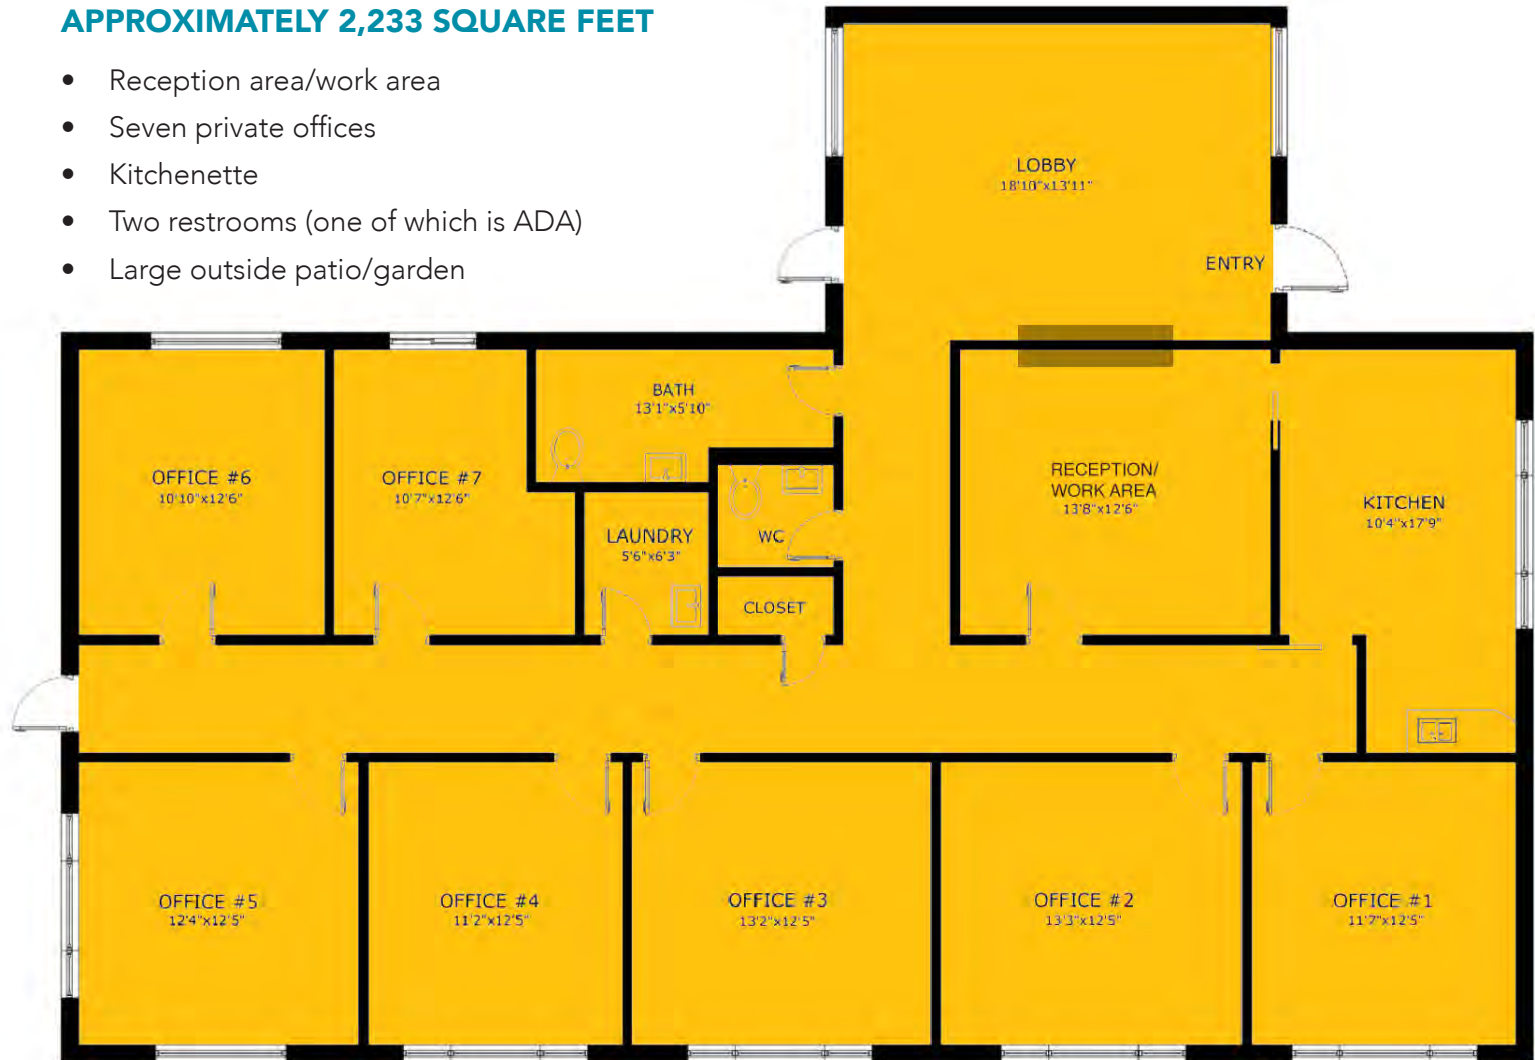 APPROXIMATELY 2,233 SQUARE FEET
• Reception area/work area
• Seven private offices
• Kitchenette
• Two restrooms (one of which is ADA)
• Large outside patio/garden
LOBBY
18'10"x13'11"
ENTRY
BATH
13'1"x5'10"
OFFICE #6
10'10"x12'6"
OFFICE #7
10'7"x12'6"
RECEPTION/
WORK AREA
13'8"x12'6"
KITCHEN
10'4"x17'9"
LAUNDRY
5'6"x6'3"
WC
CLOSET
OFFICE #5
12'4"x12'5"
OFFICE #4
11'2"x12'5"
OFFICE #3
13'2"x12'5"
OFFICE #2
13'3"x12'5"
OFFICE #1
11'7"x12'5"